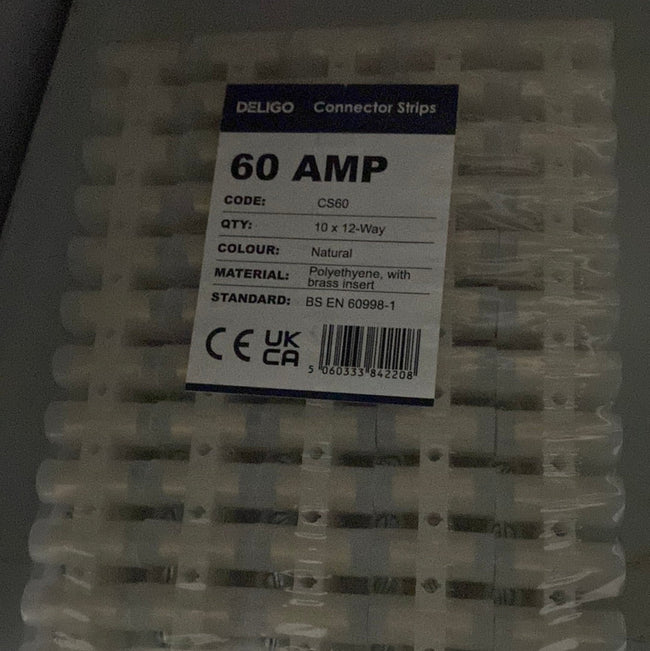 DELIGO Connector Strips
60 AMP
CODE: CS60
QTY: 10 x 12-Way
COLOUR: Natural
MATERIAL: Polyethyene, with
brass insert
STANDARD: BS EN 60998-1
CE UK
CA
5 060333 842208